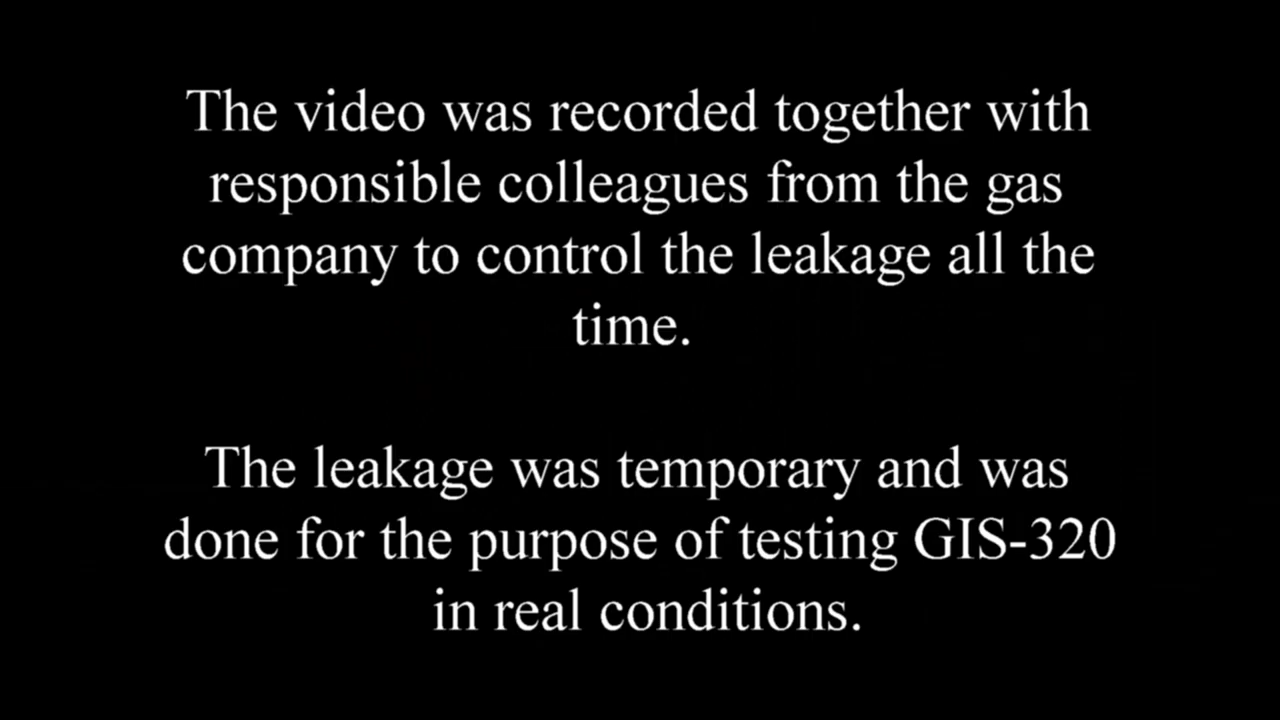 The video was recorded together with
responsible colleagues from the gas
company to control the leakage all the
time.
The leakage was temporary and was
done for the purpose of testing GIS-320
in real conditions.